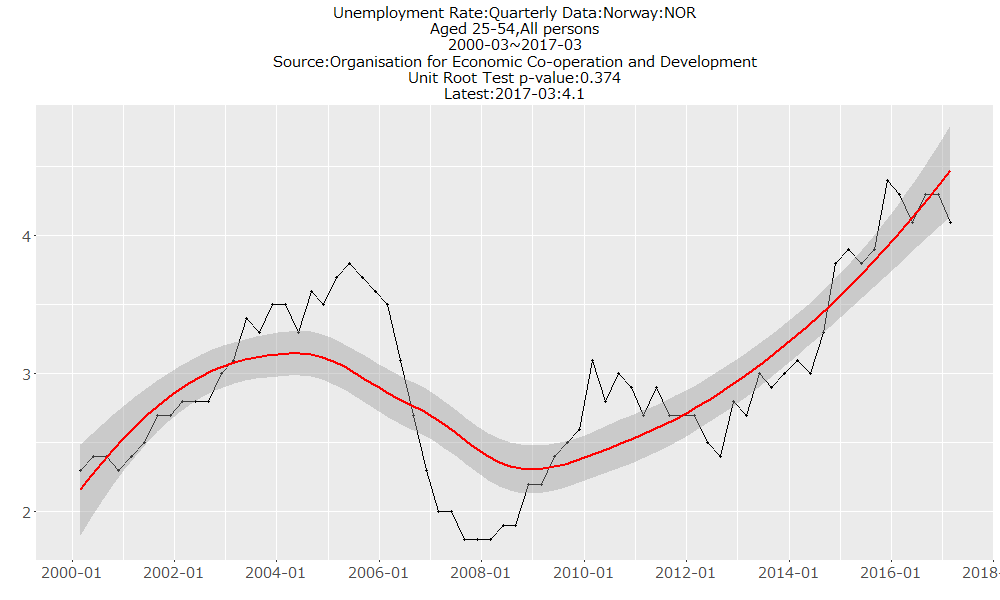 Unemployment Rate:Quarterly Data:Norway:NOR
Aged 25-54,All persons
2000-03~2017-03
Source:Organisation for Economic Co-operation and Development
Unit Root Test p-value:0.374
Latest:2017-03:4.1
4
3
2
2000-01 2002-01 2004-01 2006-01 2008-01 2010-01 2012-01 2014-01 2016-01 2018-